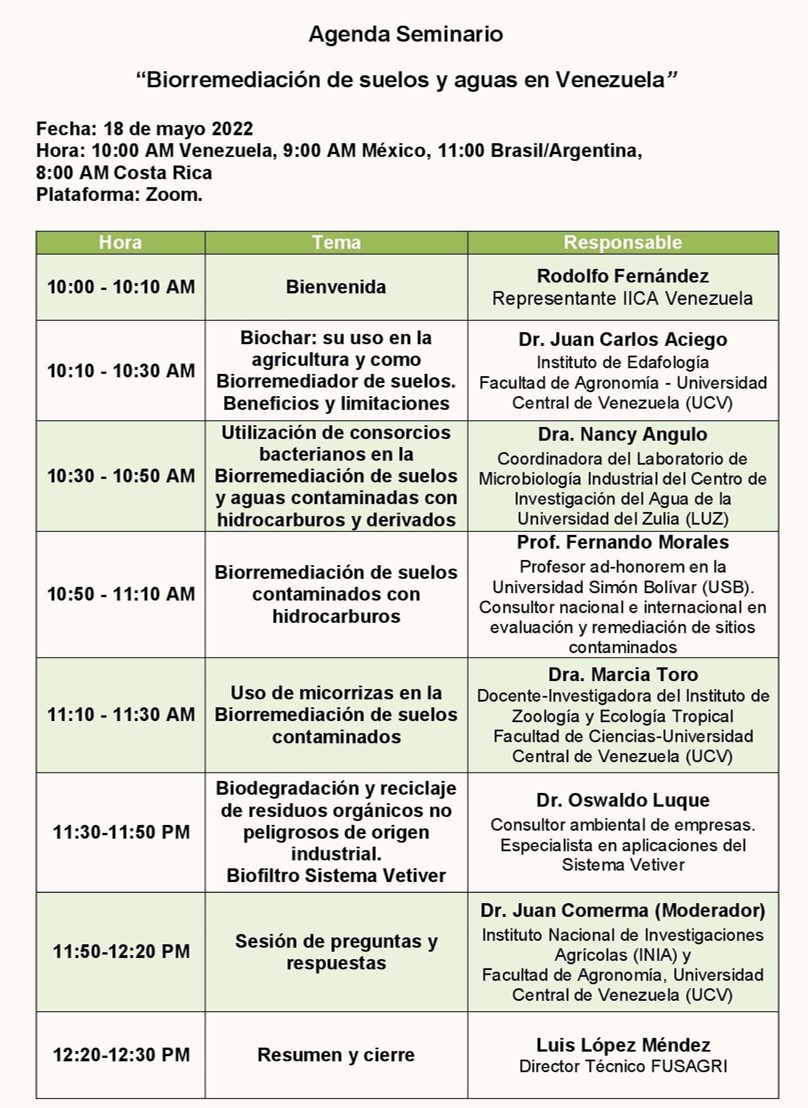 Agenda Seminario
“Biorremediación de suelos y aguas en Venezuela”
Fecha: 18 de mayo 2022
Hora: 10:00 AM Venezuela, 9:00 AM México, 11:00 Brasil/Argentina,
8:00 AM Costa Rica
Plataforma: Zoom.
Hora
Tema
Responsable
10:00 - 10:10 AM
Bienvenida
Rodolfo Fernández
Representante IICA Venezuela
10:10 - 10:30 AM
Biochar: su uso en la
agricultura y como
Biorremediador de suelos.
Beneficios y limitaciones
Dr. Juan Carlos Aciego
Instituto de Edafología
Facultad de Agronomía - Universidad
Central de Venezuela (UCV)
10:30 - 10:50 AM
Utilización de consorcios
bacterianos en la
Biorremediación de suelos
y aguas contaminadas con
hidrocarburos y derivados
Dra. Nancy Angulo
Coordinadora del Laboratorio de
Microbiología Industrial del Centro de
Investigación del Agua de la
Universidad del Zulia (LUZ)
10:50 - 11:10 AM
Biorremediación de suelos
contaminados con
hidrocarburos
Prof. Fernando Morales
Profesor ad-honorem en la
Universidad Simón Bolívar (USB).
Consultor nacional e internacional en
evaluación y remediación de sitios
contaminados
11:10 - 11:30 AM
Uso de micorrizas en la
Biorremediación de suelos
contaminados
Dra. Marcia Toro
Docente-Investigadora del Instituto de
Zoología y Ecología Tropical
Facultad de Ciencias-Universidad
Central de Venezuela (UCV)
11:30-11:50 PM
Biodegradación y reciclaje
de residuos orgánicos no
peligrosos de origen
industrial.
Biofiltro Sistema Vetiver
Dr. Oswaldo Luque
Consultor ambiental de empresas.
Especialista en aplicaciones del
Sistema Vetiver
11:50-12:20 PM
Sesión de preguntas y
respuestas
Dr. Juan Comerma (Moderador)
Instituto Nacional de Investigaciones
Agrícolas (INIA) y
Facultad de Agronomía, Universidad
Central de Venezuela (UCV)
12:20-12:30 PM
Resumen y cierre
Luis López Méndez
Director Técnico FUSAGRI